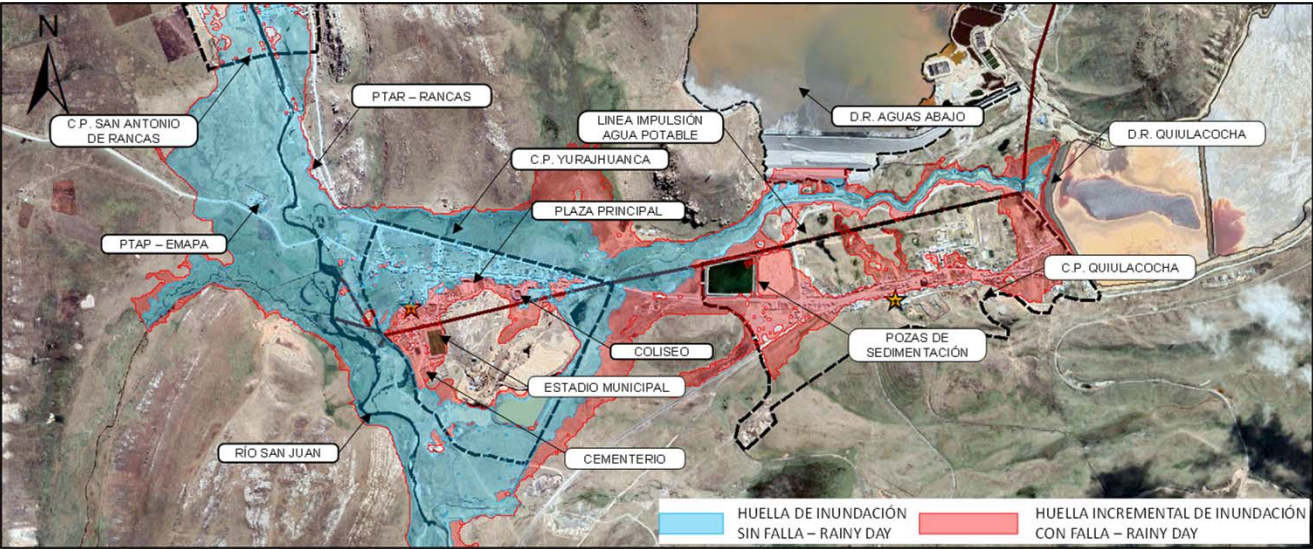 N
PTAR – RANCAS
C.P. SAN ANTONIO
DE RANCAS
LINEA IMPULSIÓN
AGUA POTABLE
D.R. AGUAS ABAJO
D.R. QUIULACOCHA
C.P. YURAJHUANCA
PLAZA PRINCIPAL
PTAP – EMAPA
C.P. QUIULACOCHA
COLISEO
POZAS DE
SEDIMENTACIÓN
ESTADIO MUNICIPAL
RÍO SAN JUAN
CEMENTERIO
HUELLA DE INUNDACIÓN
SIN FALLA – RAINY DAY
HUELLA INCREMENTAL DE INUNDACIÓN
CON FALLA – RAINY DAY